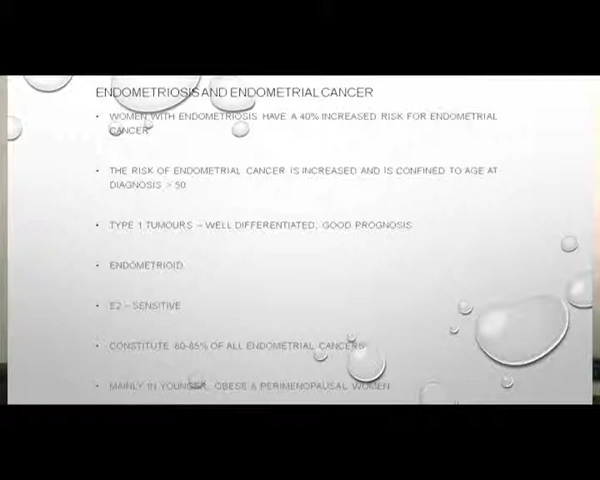 ENDOMETRIOSIS AND ENDOMETRIAL CANCER
• WOMEN WITH ENDOMETRIOSIS HAVE A 40% INCREASED RISK FOR ENDOMETRIAL
CANCER
• THE RISK OF ENDOMETRIAL CANCER IS INCREASED AND IS CONFINED TO AGE AT
DIAGNOSIS > 50
• TYPE 1 TUMOURS – WELL DIFFERENTIATED; GOOD PROGNOSIS
• ENDOMETRIOID
• E2 – SENSITIVE
• CONSTITUTE 80-85% OF ALL ENDOMETRIAL CANCERS
• MAINLY IN YOUNGER, OBESE & PERIMENOPAUSAL WOMEN